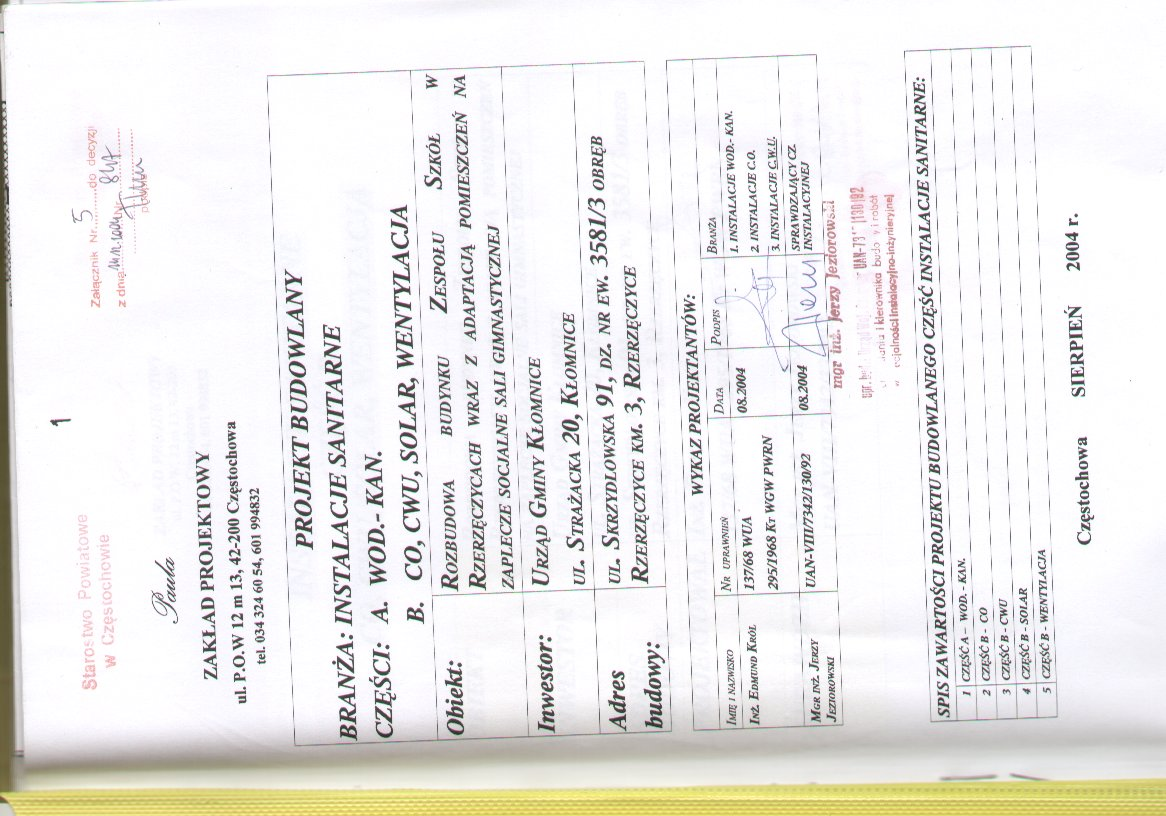 1
Starostwo Powiatowe
w Częstochowie
Załącznik Nr 5 do decyzji
z dnia Nr 847
Paula
ZAKŁAD PROJEKTOWY
ul. P.O.W 12 m 13, 42-200 Częstochowa
tel. 034 324 60 54, 601 994832
PROJEKT BUDOWLANY
BRANŻA: INSTALACJE SANITARNE
CZĘŚCI: A. WOD.- KAN.
B. CO, CWU, SOLAR, WENTYLACJA
Obiekt: ROZBUDOWA BUDYNKU ZESPOŁU SZKÓŁ W
RZERZĘCZYCACH WRAZ Z ADAPTACJĄ POMIESZCZEŃ NA
ZAPLECZE SOCJALNE SALI GIMNASTYCZNEJ
Inwestor: URZĄD GMINY KŁOMNICE
UL. STRAŻACKA 20, KŁOMNICE
Adres UL. SKRZYDLOWSKA 91, DZ. NR EW. 3581/3 OBRĘB
budowy: RZERZĘCZYCE KM. 3, RZERZĘCZYCE
WYKAZ PROJEKTANTÓW:
IMIĘ I NAZWISKO NR UPRAWNIEŃ DATA PODPIS BRANŻA
INŻ. EDMUND KRÓL 137/68 WUA 08.2004 1. INSTALACJE WOD.- KAN.
295/1968 KT WGW PWRN 2. INSTALACJE C.O.
3. INSTALACJE C.W.U.
MGR INŻ. JERZY UAN-VIII/7342/130/92 08.2004 SPRAWDZAJĄCY CZ.
JEZIOROWSKI INSTALACYJNEJ
mgr inż. Jerzy Jeziorowski
i kierownika i robót
instalacyjno-inżynieryjnej
SPIS ZAWARTOŚCI PROJEKTU BUDOWLANEGO CZĘŚĆ INSTALACJE SANITARNE:
1 CZĘŚĆ A – WOD. - KAN.
2 CZĘŚĆ B - CO
3 CZĘŚĆ B - CWU
4 CZĘŚĆ B - SOLAR
5 CZĘŚĆ B - WENTYLACJA
Częstochowa SIERPIEŃ 2004 r.